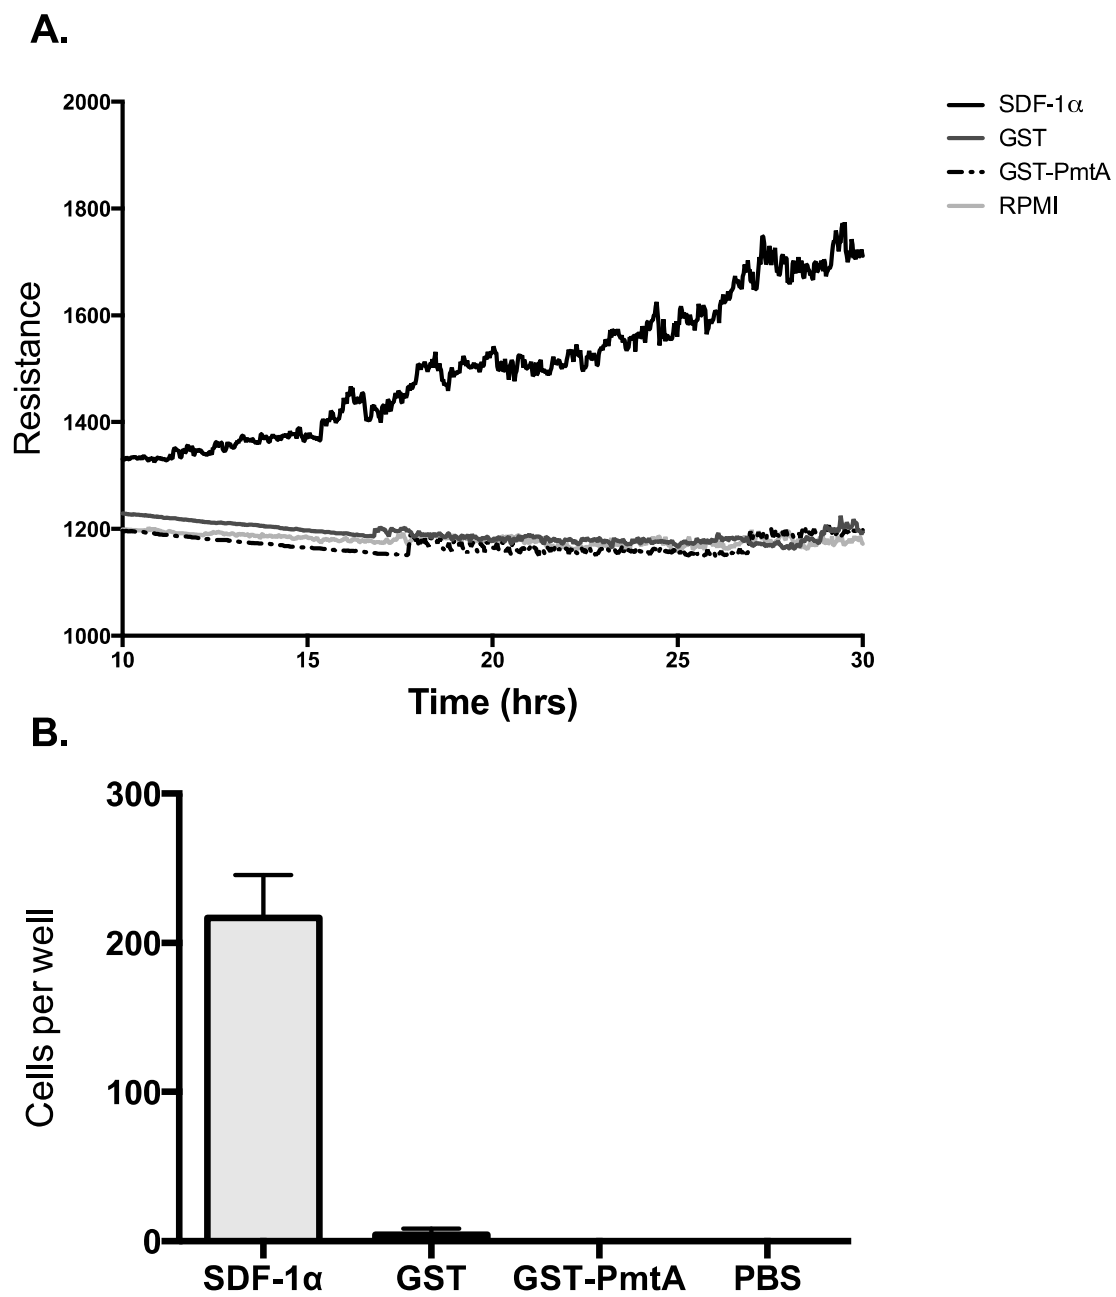 A.
2000
1800
1600
1400
1200
1000
Resistance
10 15 20 25 30
Time (hrs)
SDF-1α
GST
GST-PmtA
RPMI
B.
300
200
100
0
Cells per well
SDF-1α GST GST-PmtA PBS